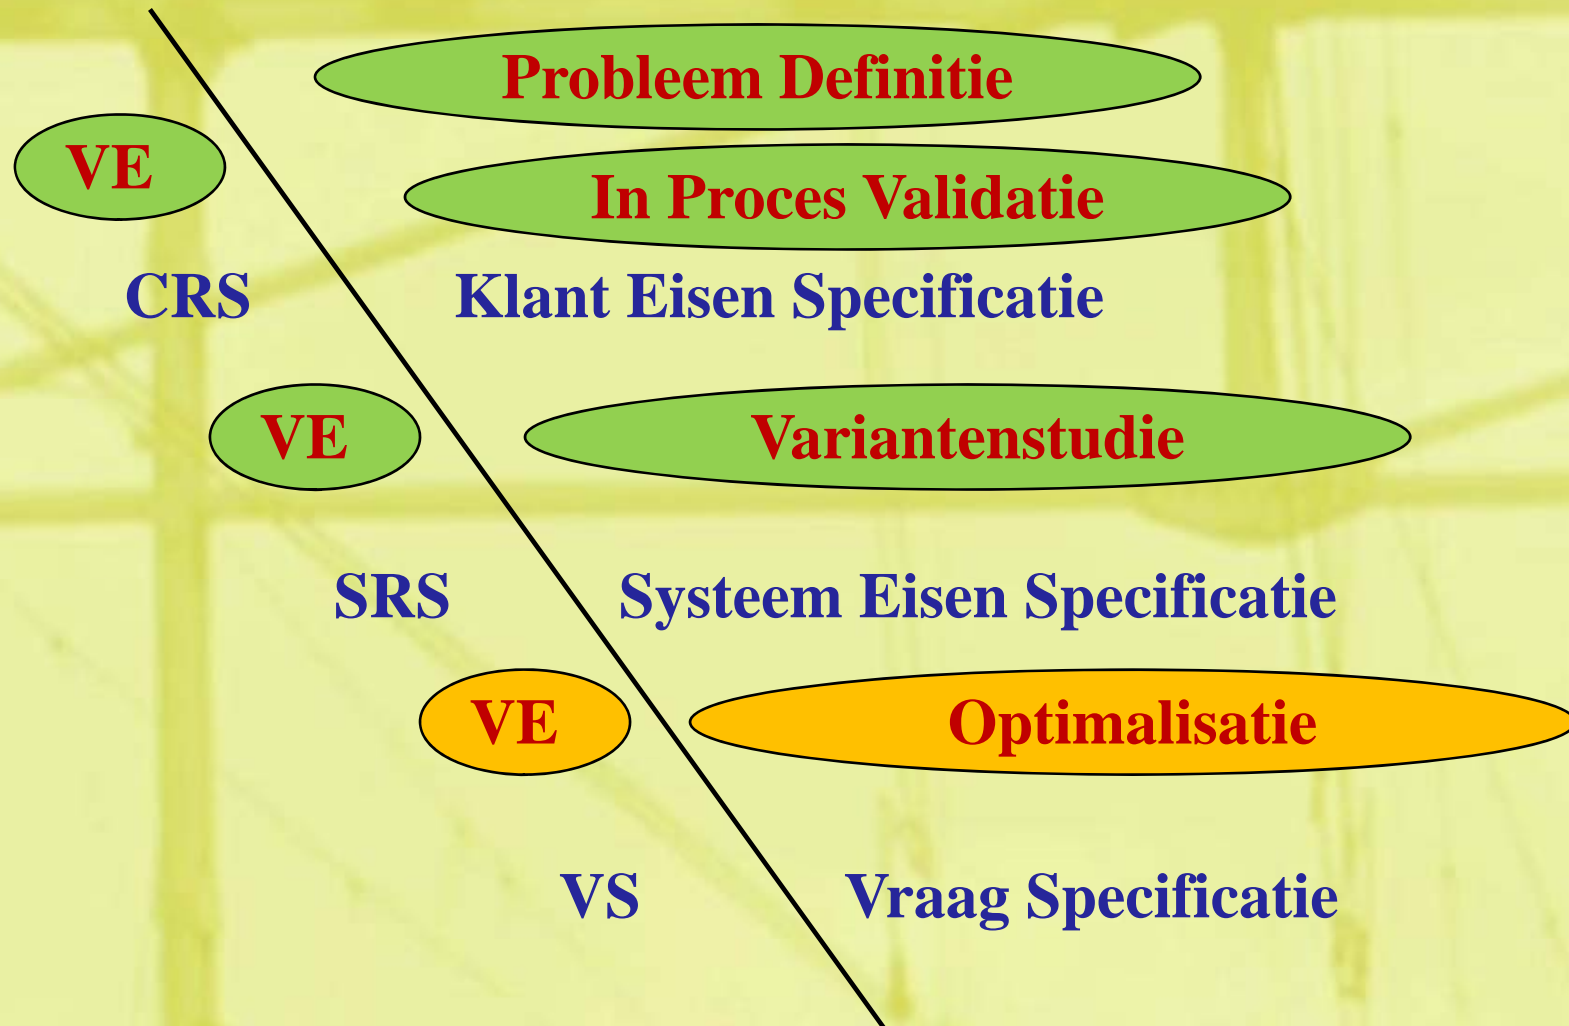 Probleem Definitie
VE
In Proces Validatie
CRS Klant Eisen Specificatie
VE Variantenstudie
SRS Systeem Eisen Specificatie
VE Optimalisatie
VS Vraag Specificatie